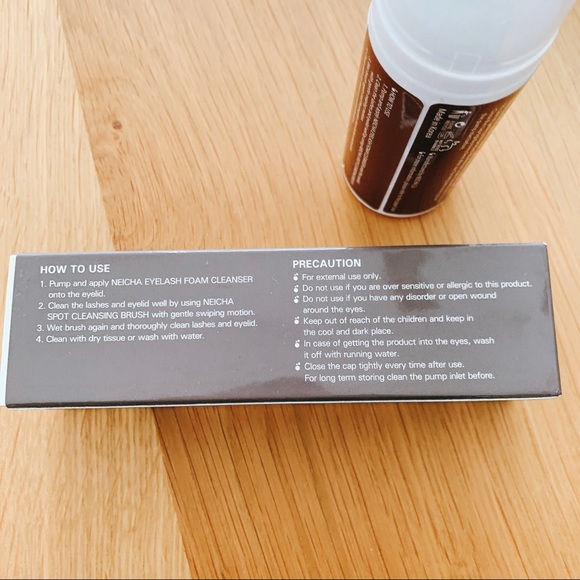 HOW TO USE
1. Pump and apply NEICHA EYELASH FOAM CLEANSER
onto the eyelid.
2. Clean the lashes and eyelid well by using NEICHA
SPOT CLEANSING BRUSH with gentle swiping motion.
3. Wet brush again and thoroughly clean lashes and eyelid.
4. Clean with dry tissue or wash with water.
PRECAUTION
For external use only.
Do not use if you are over sensitive or allergic to this product.
Do not use if you have any disorder or open wound
around the eyes.
Keep out of reach of the children and keep in
the cool and dark place.
In case of getting the product into the eyes, wash
it off with running water.
Close the cap tightly every time after use.
For long term storing clean the pump inlet before.
HOW TO USE
Made in Korea